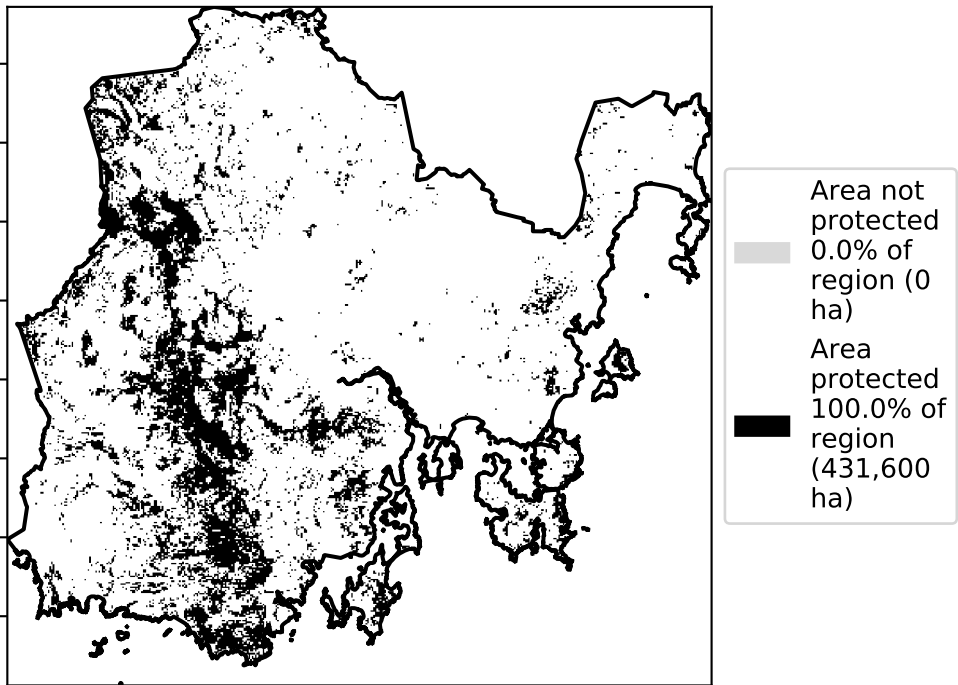 Area not
protected
0.0% of
region (0
ha)
Area
protected
100.0% of
region
(431,600
ha)